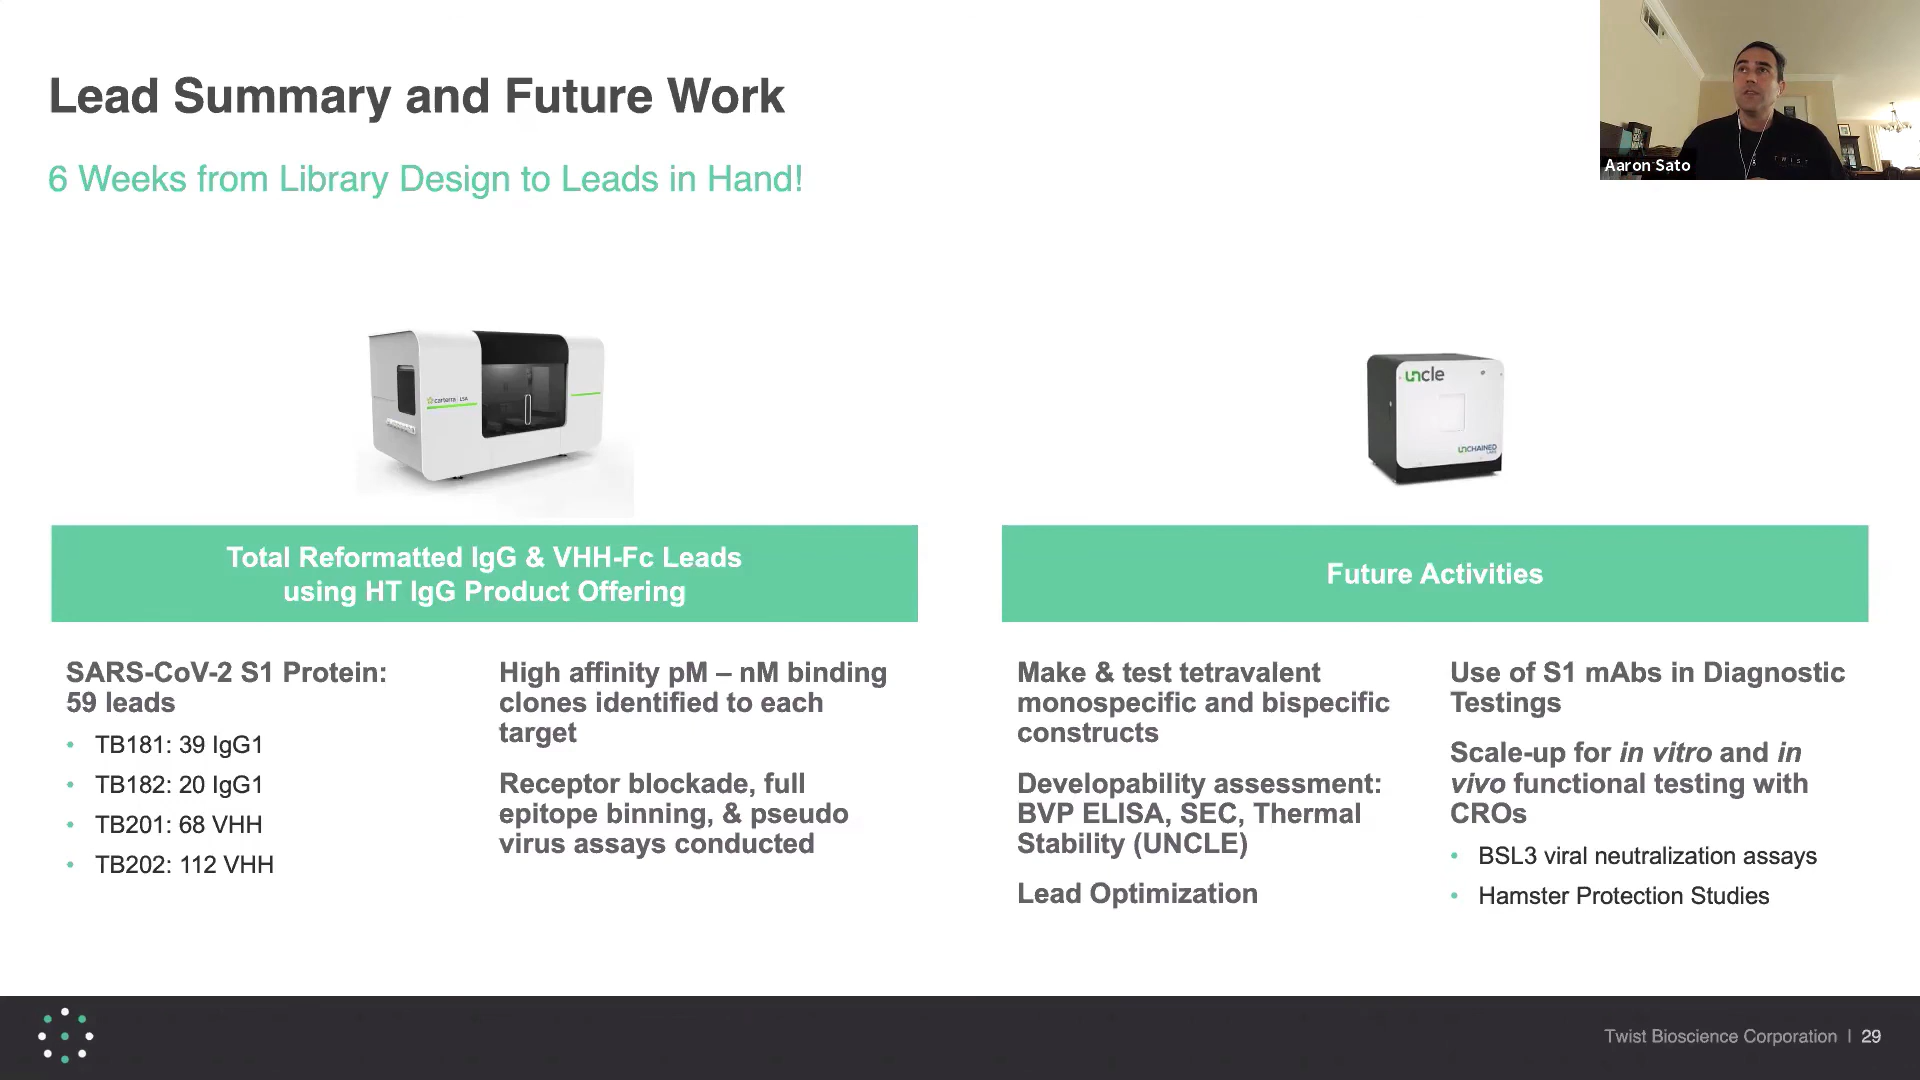 Lead Summary and Future Work
6 Weeks from Library Design to Leads in Hand!
Aaron Sato
TWIST
carterra LSA
uncle
UNCHAINED
LABS
Total Reformatted IgG & VHH-Fc Leads
using HT IgG Product Offering
SARS-CoV-2 S1 Protein:
59 leads
• TB181: 39 IgG1
• TB182: 20 IgG1
• TB201: 68 VHH
• TB202: 112 VHH
High affinity pM – nM binding
clones identified to each
target
Receptor blockade, full
epitope binning, & pseudo
virus assays conducted
Future Activities
Make & test tetravalent
monospecific and bispecific
constructs
Developability assessment:
BVP ELISA, SEC, Thermal
Stability (UNCLE)
Lead Optimization
Use of S1 mAbs in Diagnostic
Testings
Scale-up for in vitro and in
vivo functional testing with
CROs
• BSL3 viral neutralization assays
• Hamster Protection Studies
Twist Bioscience Corporation | 29